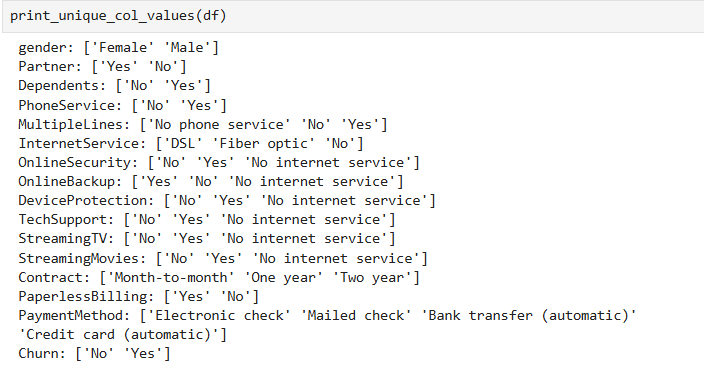 print_unique_col_values(df)
gender: ['Female' 'Male']
Partner: ['Yes' 'No']
Dependents: ['No' 'Yes']
PhoneService: ['No' 'Yes']
MultipleLines: ['No phone service' 'No' 'Yes']
InternetService: ['DSL' 'Fiber optic' 'No']
OnlineSecurity: ['No' 'Yes' 'No internet service']
OnlineBackup: ['Yes' 'No' 'No internet service']
DeviceProtection: ['No' 'Yes' 'No internet service']
TechSupport: ['No' 'Yes' 'No internet service']
StreamingTV: ['No' 'Yes' 'No internet service']
StreamingMovies: ['No' 'Yes' 'No internet service']
Contract: ['Month-to-month' 'One year' 'Two year']
PaperlessBilling: ['Yes' 'No']
PaymentMethod: ['Electronic check' 'Mailed check' 'Bank transfer (automatic)'
'Credit card (automatic)']
Churn: ['No' 'Yes']